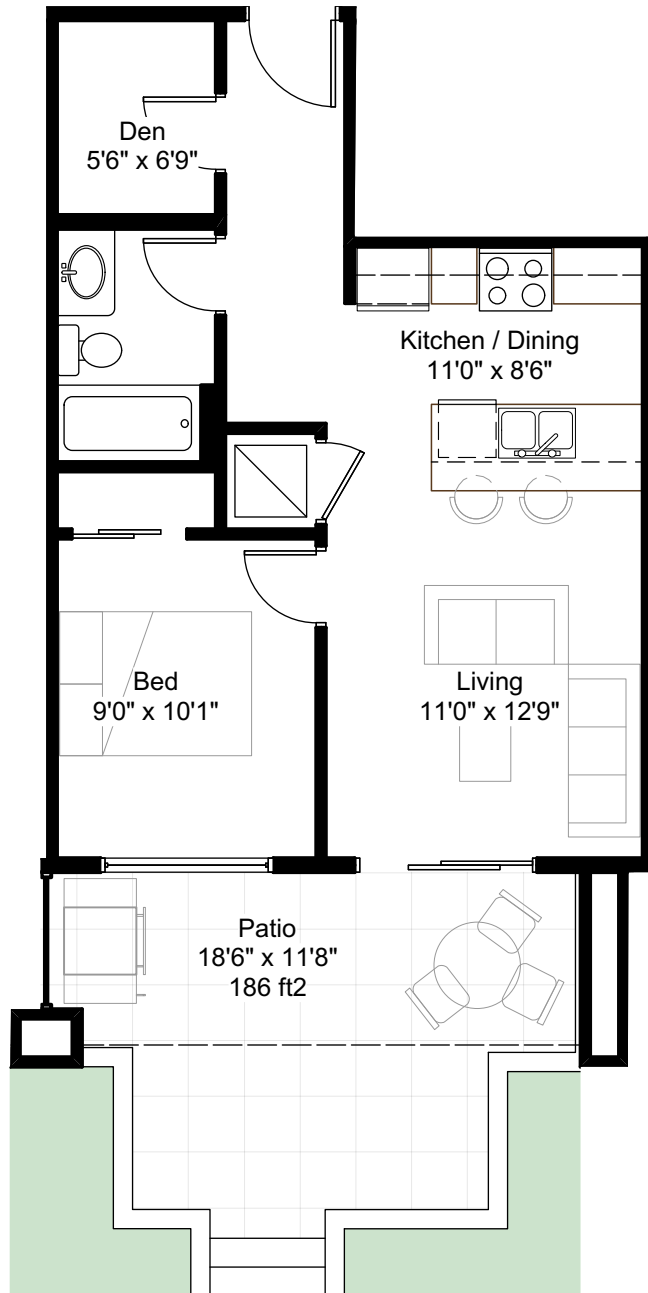 Den
5'6" x 6'9"
Kitchen / Dining
11'0" x 8'6"
Bed
9'0" x 10'1"
Living
11'0" x 12'9"
Patio
18'6" x 11'8"
186 ft2